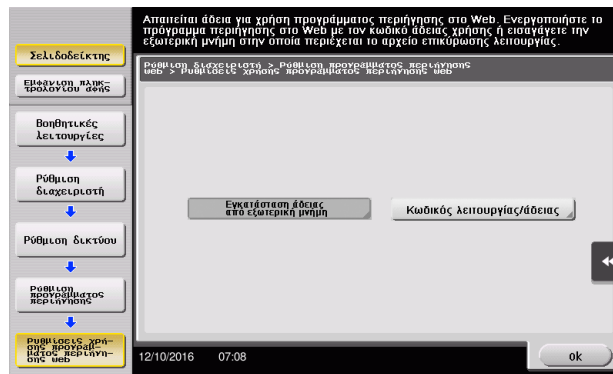 Απαιτείται άδεια για χρήση προγράμματος περιήγησης στο Web. Ενεργοποιήστε το
πρόγραμμα περιήγησης στο Web με τον κωδικό άδειας χρήσης ή εισαγάγετε την
εξωτερική μνήμη στην οποία περιέχεται το αρχείο επικύρωσης λειτουργίας.
Σελιδοδείκτης
Εμφάνιση πληκ-
τρολογίου αφής
Βοηθητικές
λειτουργίες
Ρύθμιση
διαχειριστή
Ρύθμιση δικτύου
Ρύθμιση
προγράμματος
περιήγησης
Ρυθμίσεις χρή-
σης προγράμ-
ματος περιήγη-
σης web
Ρύθμιση διαχειριστή > Ρύθμιση προγράμματος περιήγησης
web > Ρυθμίσεις χρήσης προγράμματος περιήγησης web
Εγκατάσταση άδειας
από εξωτερική μνήμη
Κωδικός λειτουργίας/άδειας
12/10/2016 07:08
ok